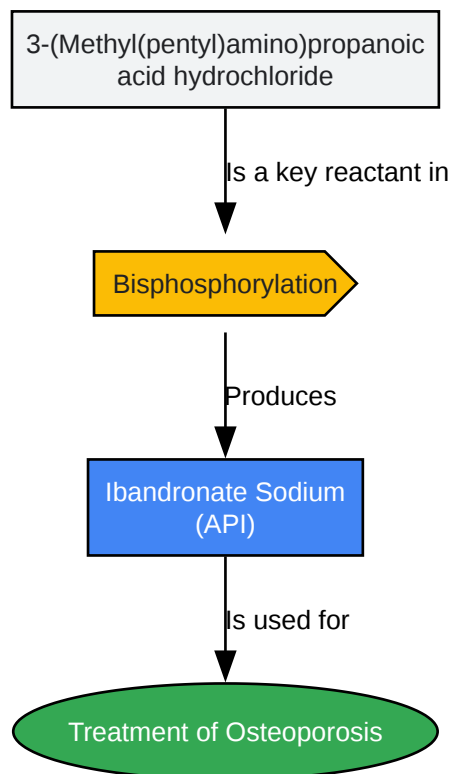 3-(Methyl(pentyl)amino)propanoic
acid hydrochloride
Is a key reactant in
Bisphosphorylation
Produces
Ibandronate Sodium
(API)
Is used for
Treatment of Osteoporosis